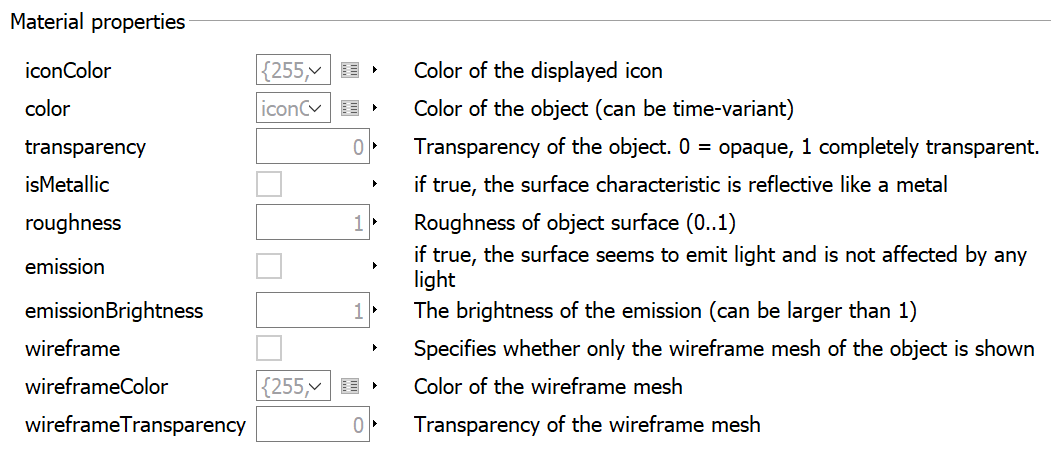 Material properties
iconColor {255, Color of the displayed icon
color iconC Color of the object (can be time-variant)
transparency 0 Transparency of the object. 0 = opaque, 1 completely transparent.
isMetallic if true, the surface characteristic is reflective like a metal
roughness 1 Roughness of object surface (0..1)
emission if true, the surface seems to emit light and is not affected by any
light
emissionBrightness 1 The brightness of the emission (can be larger than 1)
wireframe Specifies whether only the wireframe mesh of the object is shown
wireframeColor {255, Color of the wireframe mesh
wireframeTransparency 0 Transparency of the wireframe mesh